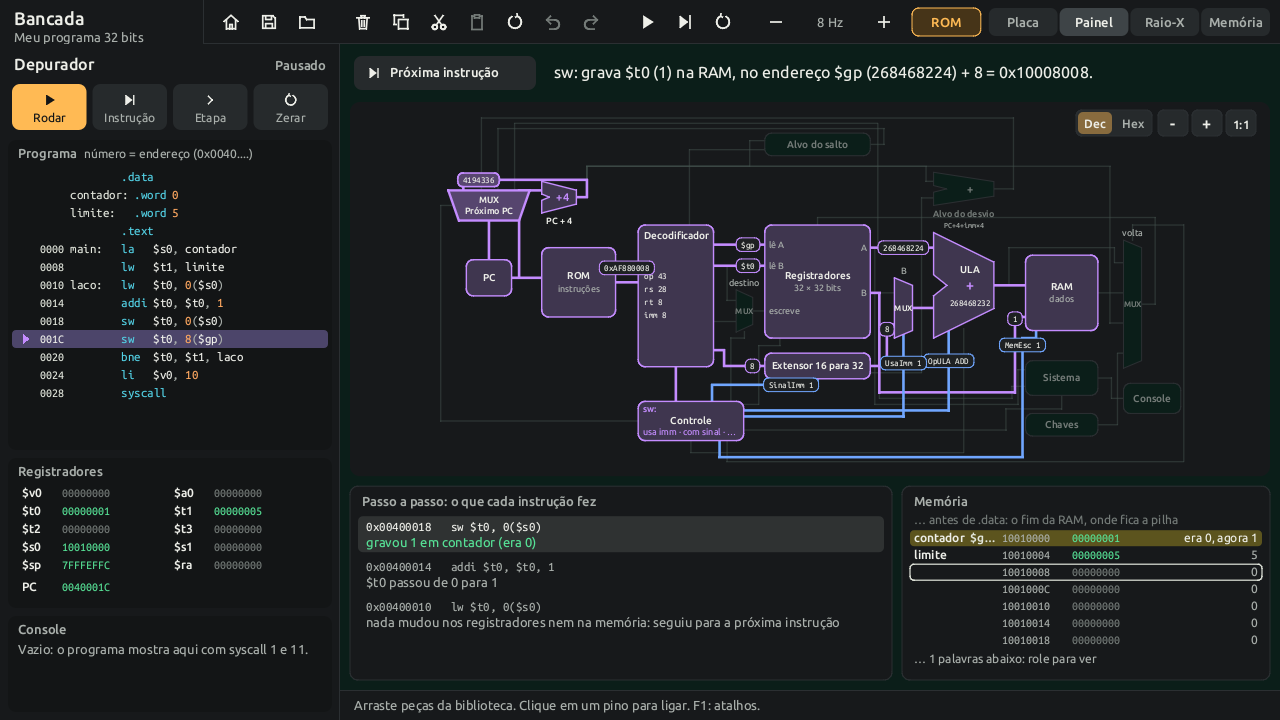 Bancada
Meu programa 32 bits
8 Hz
ROM
Placa
Painel
Raio-X
Memória
Depurador
Pausado
Rodar
Instrução
Etapa
Zerar
Programa número = endereço (0x0040....)
.data
contador: .word 0
limite: .word 5
.text
0000 main: la $s0, contador
0008 lw $t1, limite
0010 laco: lw $t0, 0($s0)
0014 addi $t0, $t0, 1
0018 sw $t0, 0($s0)
001C sw $t0, 8($gp)
0020 bne $t0, $t1, laco
0024 li $v0, 10
0028 syscall
Registradores
$v0 00000000 $a0 00000000
$t0 00000001 $t1 00000005
$t2 00000000 $t3 00000000
$s0 10010000 $s1 00000000
$sp 7FFFEFFC $ra 00000000
PC 0040001C
Console
Vazio: o programa mostra aqui com syscall 1 e 11.
Próxima instrução
sw: grava $t0 (1) na RAM, no endereço $gp (268468224) + 8 = 0x10008008.
Dec
Hex
-
+
1:1
Alvo do salto
4194336
MUX
Próximo PC
+4
PC + 4
+
Alvo do desvio
PC+4+imm×4
volta
Decodificador
op 43
rs 28
rt 8
imm 8
PC
ROM
instruções
0xAF880008
$gp
$t0
destino
MUX
lê A
lê B
Registradores
32 × 32 bits
escreve
A
B
268468224
B
MUX
8
ULA
+
268468232
RAM
dados
1
MemEsc 1
MUX
8
Extensor 16 para 32
SinalImm 1
UsaImm 1
OpULA ADD
Sistema
Console
Chaves
sw:
Controle
usa imm · com sinal · ...
Passo a passo: o que cada instrução fez
0x00400018 sw $t0, 0($s0)
gravou 1 em contador (era 0)
0x00400014 addi $t0, $t0, 1
$t0 passou de 0 para 1
0x00400010 lw $t0, 0($s0)
nada mudou nos registradores nem na memória: seguiu para a próxima instrução
Memória
... antes de .data: o fim da RAM, onde fica a pilha
contador $g... 10010000 00000001 era 0, agora 1
limite 10010004 00000005 5
10010008 00000000 0
1001000C 00000000 0
10010010 00000000 0
10010014 00000000 0
10010018 00000000 0
... 1 palavras abaixo: role para ver
Arraste peças da biblioteca. Clique em um pino para ligar. F1: atalhos.